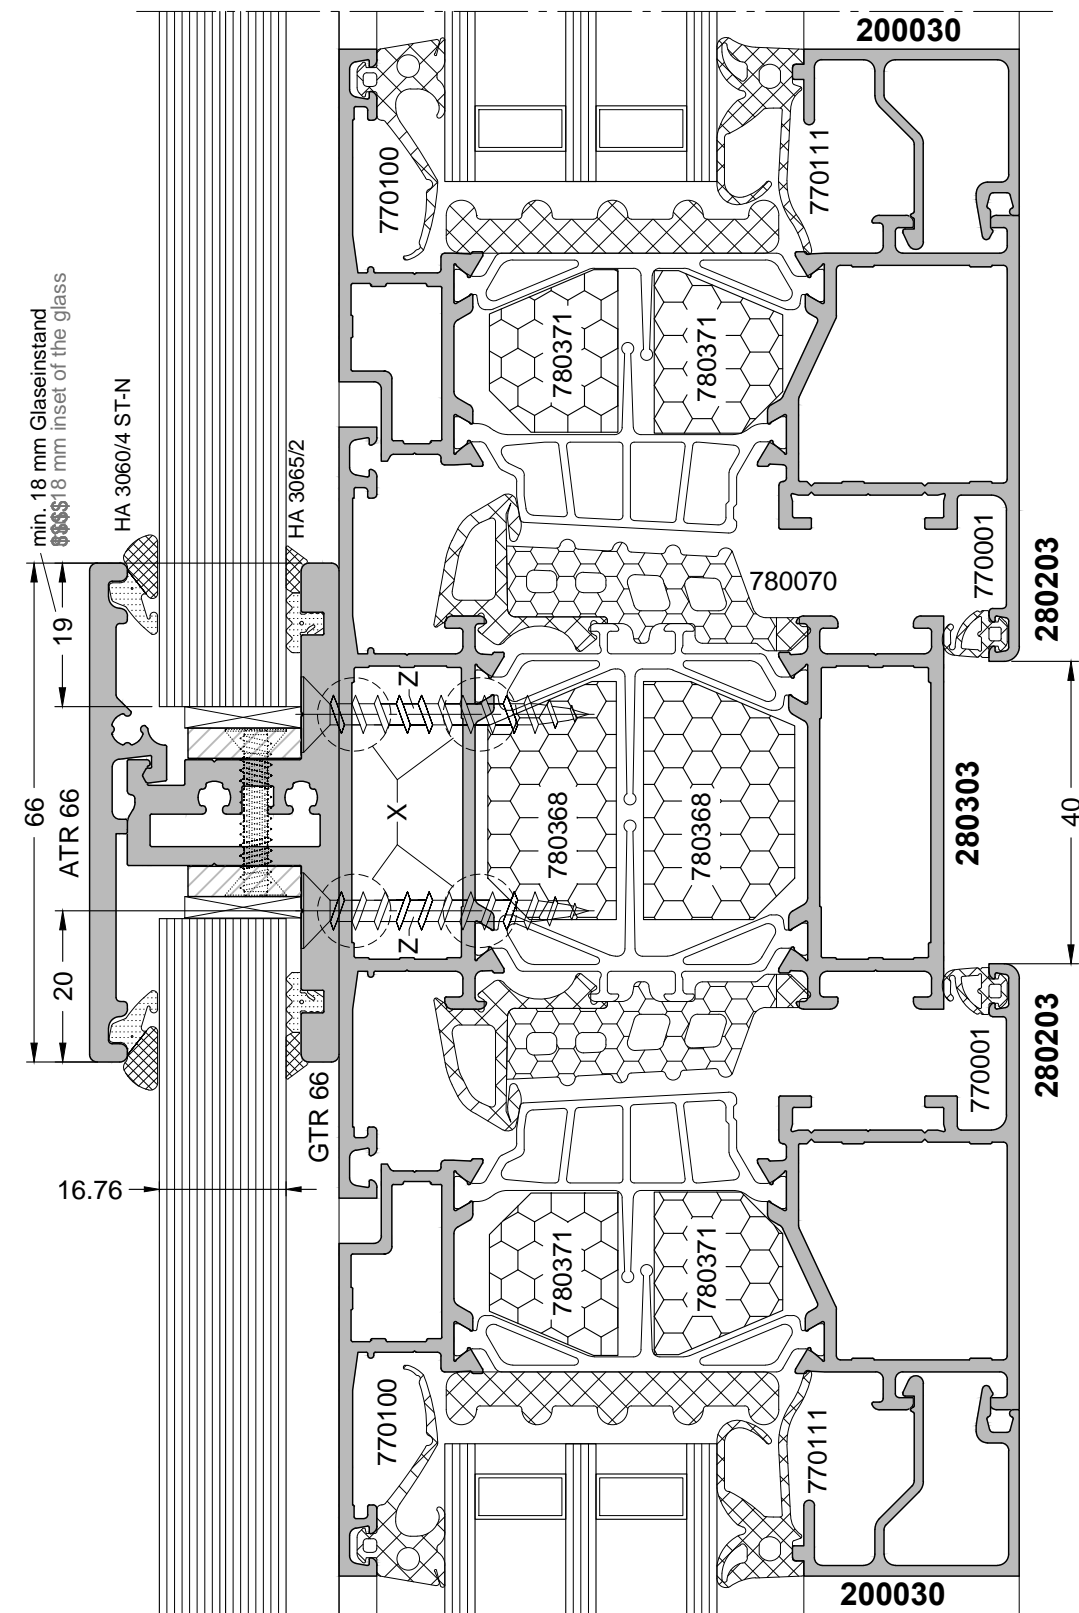 200030
770100
770111
min. 18 mm Glaseinstand
$$$$18 mm inset of the glass
HA 3060/4 ST-N
HA 3065/2
780371
780371
770001
280203
780070
19
66
ATR 66
20
Z
X
Z
780368
780368
280303
40
GTR 66
16.76
770001
280203
780371
780371
770100
770111
200030